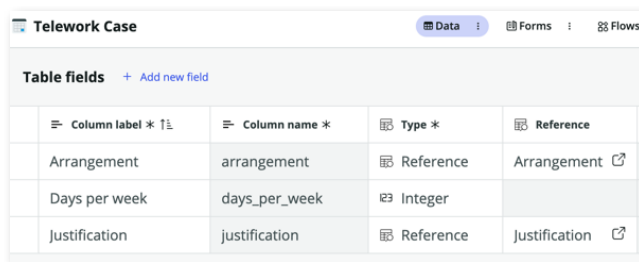 Telework Case Data Forms Flows
Table fields + Add new field
Column label * Column name * Type * Reference
Arrangement arrangement Reference Arrangement
Days per week days_per_week 123 Integer
Justification justification Reference Justification